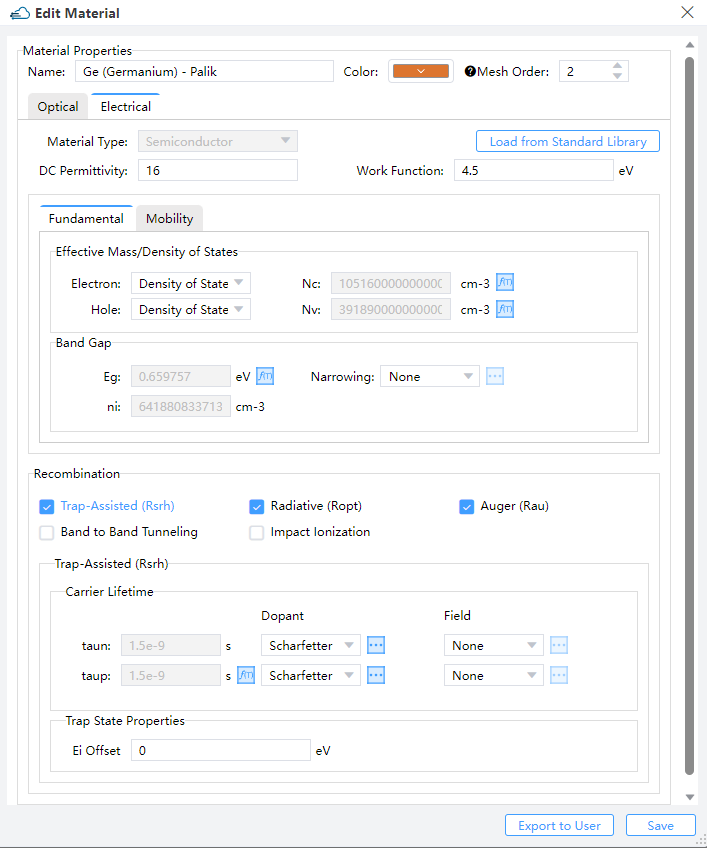 Edit Material
Material Properties
Name: Ge (Germanium) - Palik Color: ?Mesh Order: 2
Optical Electrical
Material Type: Semiconductor Load from Standard Library
DC Permittivity: 16 Work Function: 4.5 eV
Fundamental Mobility
Effective Mass/Density of States
Electron: Density of State Nc: 105160000000000 cm-3 f(T)
Hole: Density of State Nv: 391890000000000 cm-3 f(T)
Band Gap
Eg: 0.659757 eV f(T) Narrowing: None ...
ni: 641880833713 cm-3
Recombination
Trap-Assisted (Rsrh) Radiative (Ropt) Auger (Rau)
Band to Band Tunneling Impact Ionization
Trap-Assisted (Rsrh)
Carrier Lifetime
Dopant Field
taun: 1.5e-9 s Scharfetter ... None ...
taup: 1.5e-9 s f(T) Scharfetter ... None ...
Trap State Properties
Ei Offset 0 eV
Export to User Save